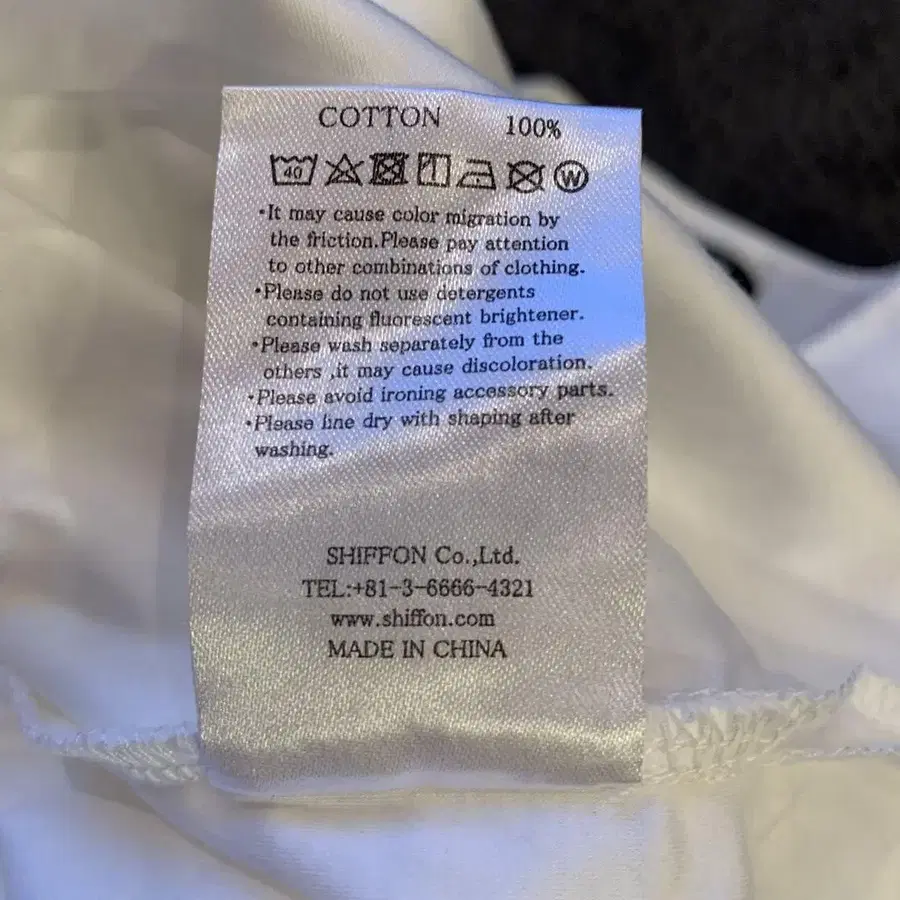 COTTON 100%
40 W
·It may cause color migration by
the friction.Please pay attention
to other combinations of clothing.
·Please do not use detergents
containing fluorescent brightener.
·Please wash separately from the
others ,it may cause discoloration.
·Please avoid ironing accessory parts.
·Please line dry with shaping after
washing.
SHIFFON Co.,Ltd.
TEL:+81-3-6666-4321
www.shiffon.com
MADE IN CHINA